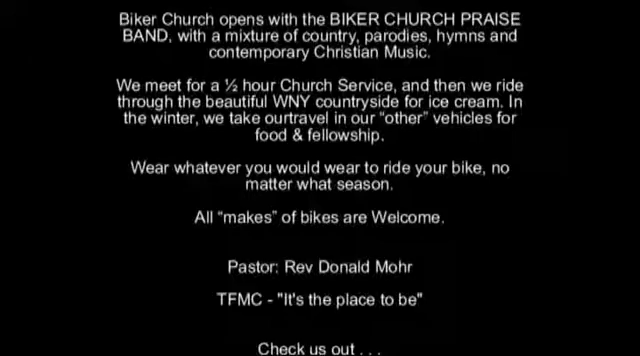 Biker Church opens with the BIKER CHURCH PRAISE
BAND, with a mixture of country, parodies, hymns and
contemporary Christian Music.
We meet for a ½ hour Church Service, and then we ride
through the beautiful WNY countryside for ice cream. In
the winter, we take ourtravel in our “other” vehicles for
food & fellowship.
Wear whatever you would wear to ride your bike, no
matter what season.
All “makes” of bikes are Welcome.
Pastor: Rev Donald Mohr
TFMC - "It's the place to be"
Check us out . . .